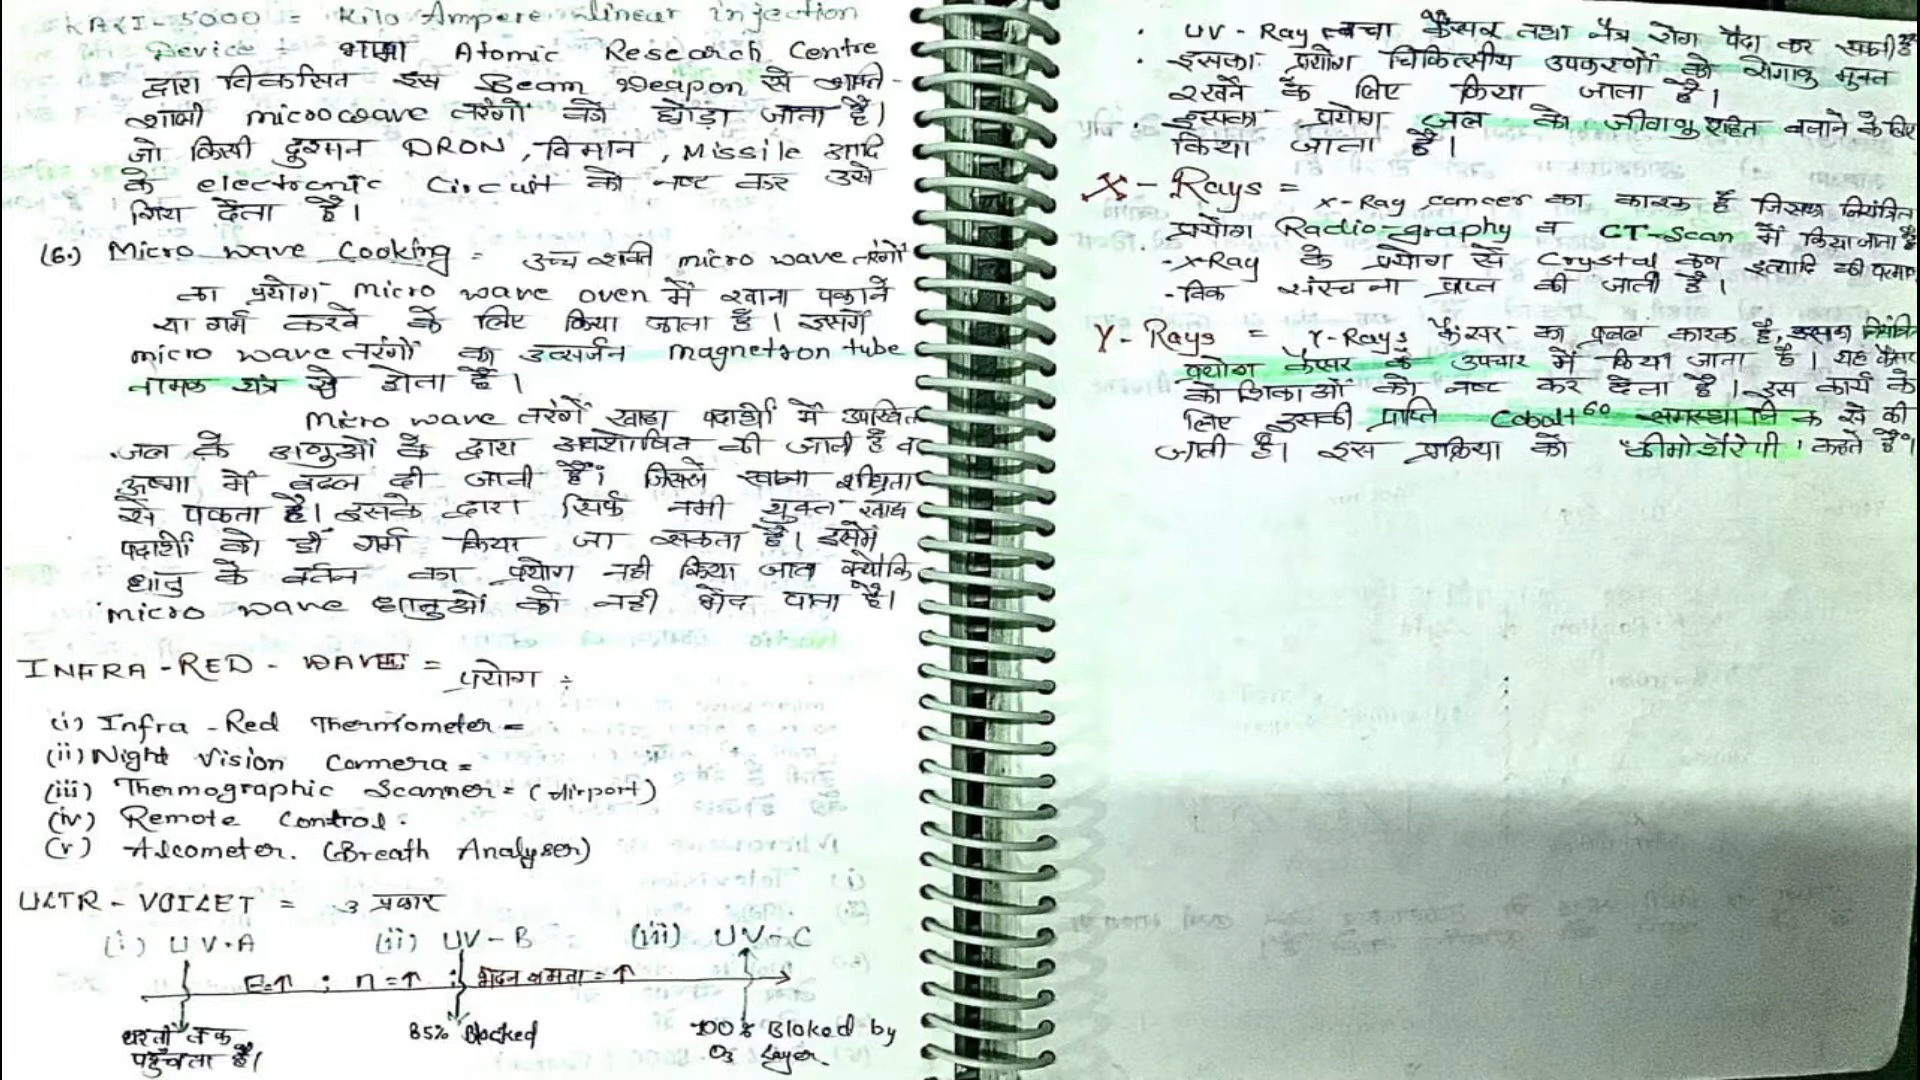 KALI-5000 = Kilo Ampere linear injection
Device ÷ भाभा Atomic Research Centre
द्वारा विकसित इस Beam Weapon से शक्ति-
शाली microwave तरंगों को छोड़ा जाता है।
जो किसी दुश्मन DRON, विमान, Missile आदि
के electronic Circuit को नष्ट कर उसे
गिरा देता है।
(6.) Micro wave Cooking = उच्च शक्ति micro wave तरंगों
का प्रयोग micro wave oven में खाना पकाने
या गर्म करने के लिए किया जाता है। इसमें
micro wave तरंगों का उत्सर्जन magnetron tube
नामक यंत्र से होता है।
Micro wave तरंगें खाद्य पदार्थों में उपस्थित
जल के अणुओं के द्वारा अवशोषित की जाती है व
ऊष्मा में बदल दी जाती हैं। जिससे खाना शीघ्रता
से पकता है। इसके द्वारा सिर्फ नमी युक्त खाद्य
पदार्थों को ही गर्म किया जा सकता है। इसमें
धातु के बर्तन का प्रयोग नही किया जाता क्योंकि
micro wave धातुओं को नही भेद पाता है।
INFRA-RED-WAVE = प्रयोग ÷
(i) Infra-Red Thermometer =
(ii) Night Vision Camera =
(iii) Thermographic Scanner = (Airport)
(iv) Remote Control.
(v) Alcometer. (Breath Analyser)
ULTR-VOILET = 3 प्रकार
(i) UV-A (ii) UV-B (iii) UV-C
E=↑ ; n=↑ ; भेदन क्षमता = ↑
धरती तक 85% Blocked 100% Bloked by
पहुँचता है। O3 Layer.
• UV-Ray त्वचा कैंसर तथा नेत्र रोग पैदा कर सकती है
• इसका प्रयोग चिकित्सीय उपकरणों को रोगाणु मुक्त
रखने के लिए किया जाता है।
• इसका प्रयोग जल को जीवाणु रहित बनाने के लिए
किया जाता है।
X-Rays = X-Ray cancer का कारक है जिसका नियंत्रित
प्रयोग Radio-graphy व CT-Scan में किया जाता है
-X-Ray के प्रयोग से Crystal कण इत्यादि की परमाण
-विक संरचना प्राप्त की जाती है।
γ-Rays = γ-Rays कैंसर का प्रबल कारक है, इसका नियंत्रित
प्रयोग कैंसर के उपचार में किया जाता है। यह कैंसर
कोशिकाओं को नष्ट कर देता है। इस कार्य के
लिए इसकी प्राप्ति Cobalt⁶⁰ समस्थानिक से की
जाती है। इस प्रक्रिया को 'कीमोथैरेपी' कहते हैं।